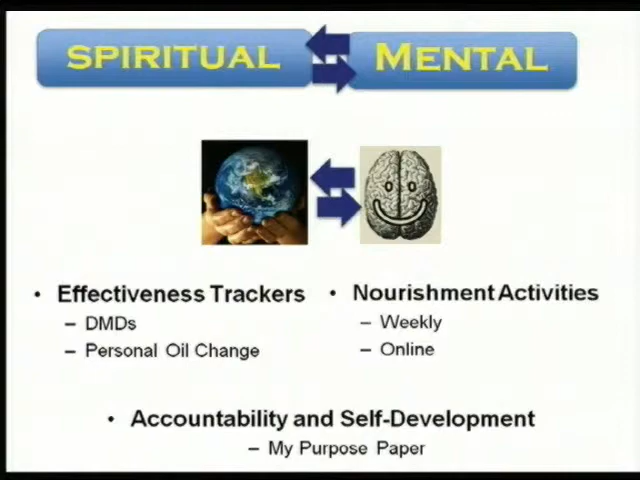 SPIRITUAL
MENTAL
• Effectiveness Trackers
– DMDs
– Personal Oil Change
• Nourishment Activities
– Weekly
– Online
• Accountability and Self-Development
– My Purpose Paper